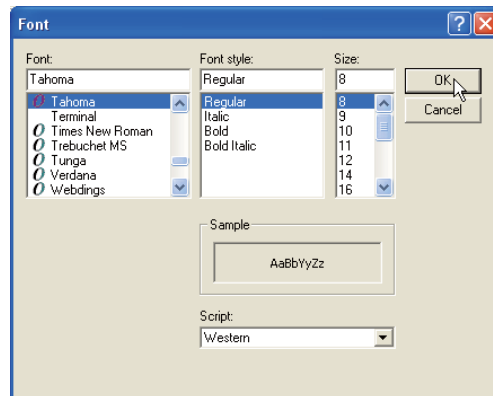 Font
Font: Font style: Size:
Tahoma Regular 8 OK
Tahoma Regular 8 Cancel
Terminal Italic 9
Times New Roman Bold 10
Trebuchet MS Bold Italic 11
Tunga 12
Verdana 14
Webdings 16
Sample
AaBbYyZz
Script:
Western